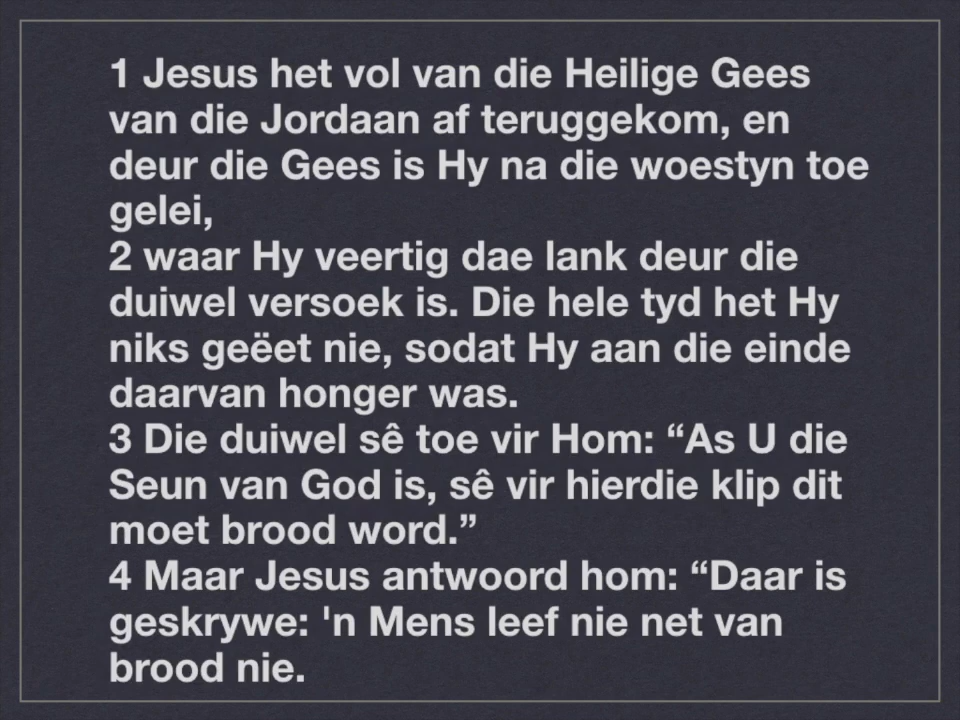 1 Jesus het vol van die Heilige Gees
van die Jordaan af teruggekom, en
deur die Gees is Hy na die woestyn toe
gelei,
2 waar Hy veertig dae lank deur die
duiwel versoek is. Die hele tyd het Hy
niks geëet nie, sodat Hy aan die einde
daarvan honger was.
3 Die duiwel sê toe vir Hom: “As U die
Seun van God is, sê vir hierdie klip dit
moet brood word.”
4 Maar Jesus antwoord hom: “Daar is
geskrywe: 'n Mens leef nie net van
brood nie.